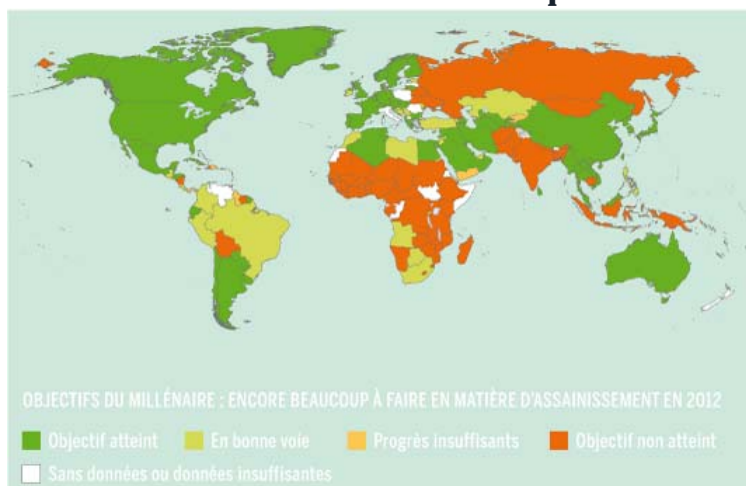 OBJECTIFS DU MILLÉNAIRE : ENCORE BEAUCOUP À FAIRE EN MATIÈRE D'ASSAINISSEMENT EN 2012
Objectif atteint En bonne voie Progrès insuffisants Objectif non atteint
Sans données ou données insuffisantes